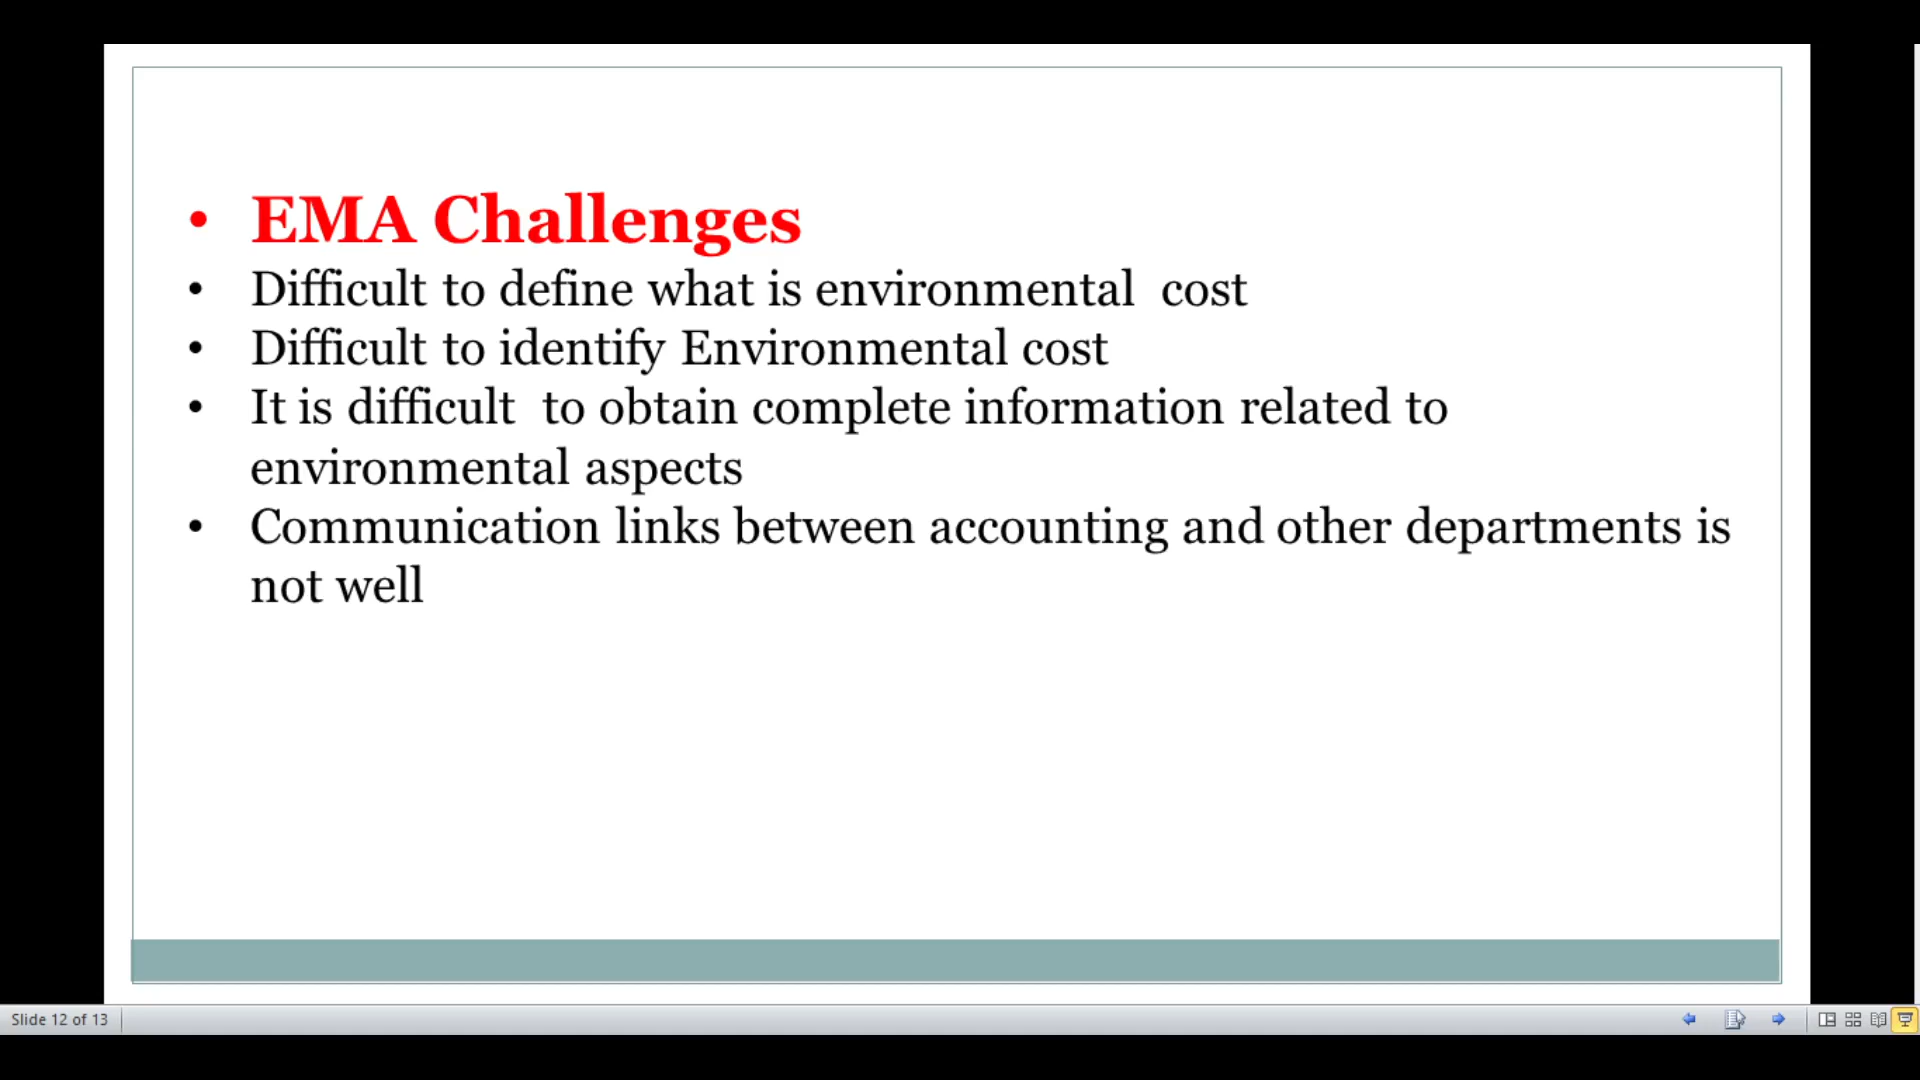 • EMA Challenges
• Difficult to define what is environmental  cost
• Difficult to identify Environmental cost
• It is difficult  to obtain complete information related to
environmental aspects
• Communication links between accounting and other departments is
not well
Slide 12 of 13